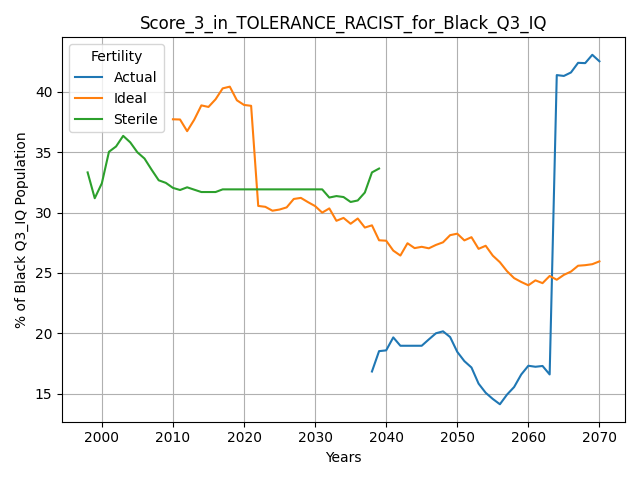 Score_3_in_TOLERANCE_RACIST_for_Black_Q3_IQ
Fertility
Actual
Ideal
Sterile
% of Black Q3_IQ Population
40
35
30
25
20
15
2000 2010 2020 2030 2040 2050 2060 2070
Years